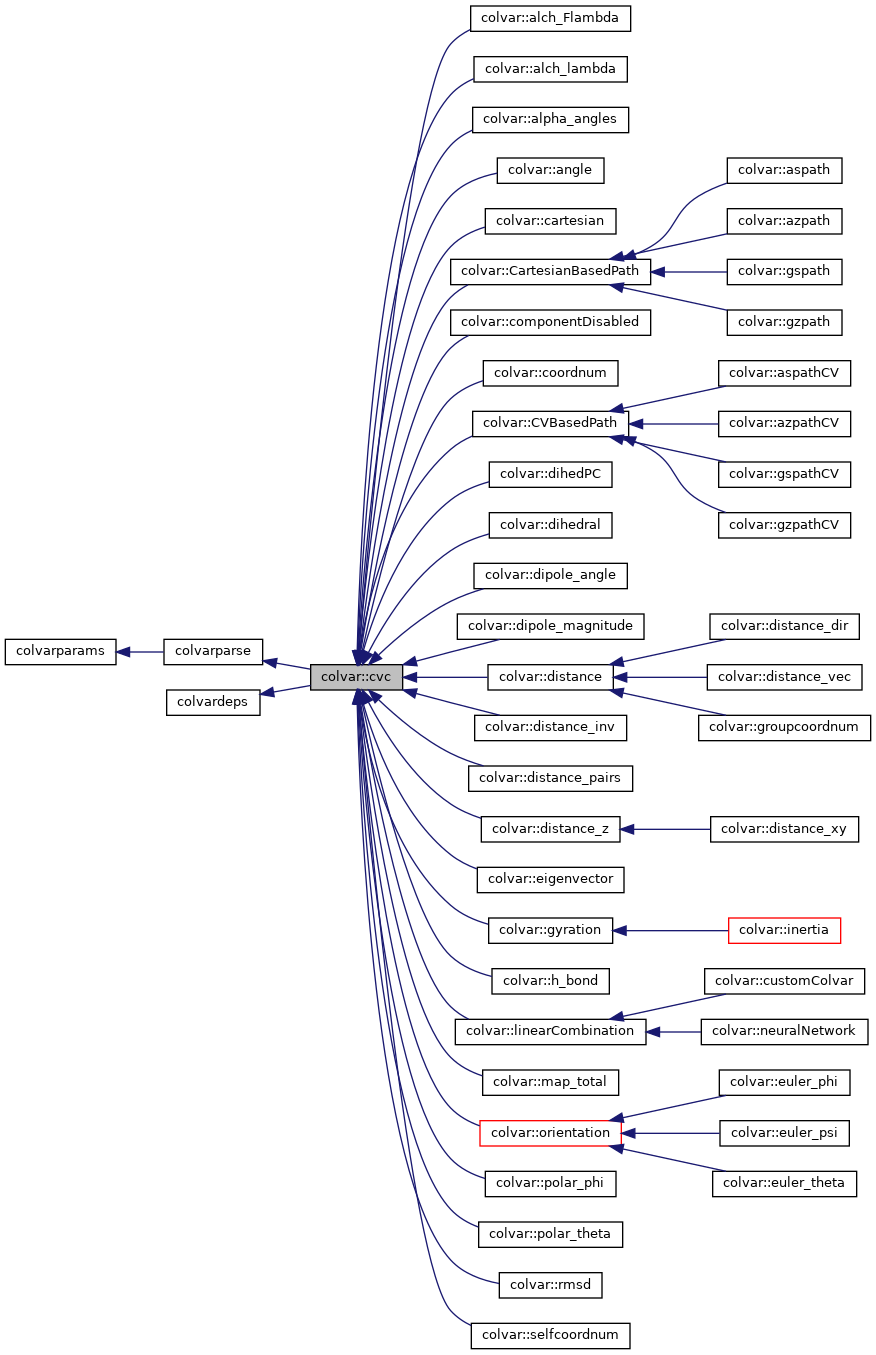 colvar::alch_Flambda
colvar::alch_lambda
colvar::alpha_angles
colvar::angle
colvar::aspath
colvar::cartesian
colvar::azpath
colvar::CartesianBasedPath
colvar::gspath
colvar::componentDisabled
colvar::gzpath
colvar::coordnum
colvar::aspathCV
colvar::CVBasedPath
colvar::azpathCV
colvar::dihedPC
colvar::gspathCV
colvar::dihedral
colvar::gzpathCV
colvar::dipole_angle
colvar::dipole_magnitude
colvar::distance_dir
colvarparams
colvarparse
colvar::cvc
colvar::distance
colvar::distance_vec
colvardeps
colvar::distance_inv
colvar::groupcoordnum
colvar::distance_pairs
colvar::distance_z
colvar::distance_xy
colvar::eigenvector
colvar::gyration
colvar::inertia
colvar::h_bond
colvar::customColvar
colvar::linearCombination
colvar::neuralNetwork
colvar::map_total
colvar::euler_phi
colvar::orientation
colvar::euler_psi
colvar::polar_phi
colvar::euler_theta
colvar::polar_theta
colvar::rmsd
colvar::selfcoordnum